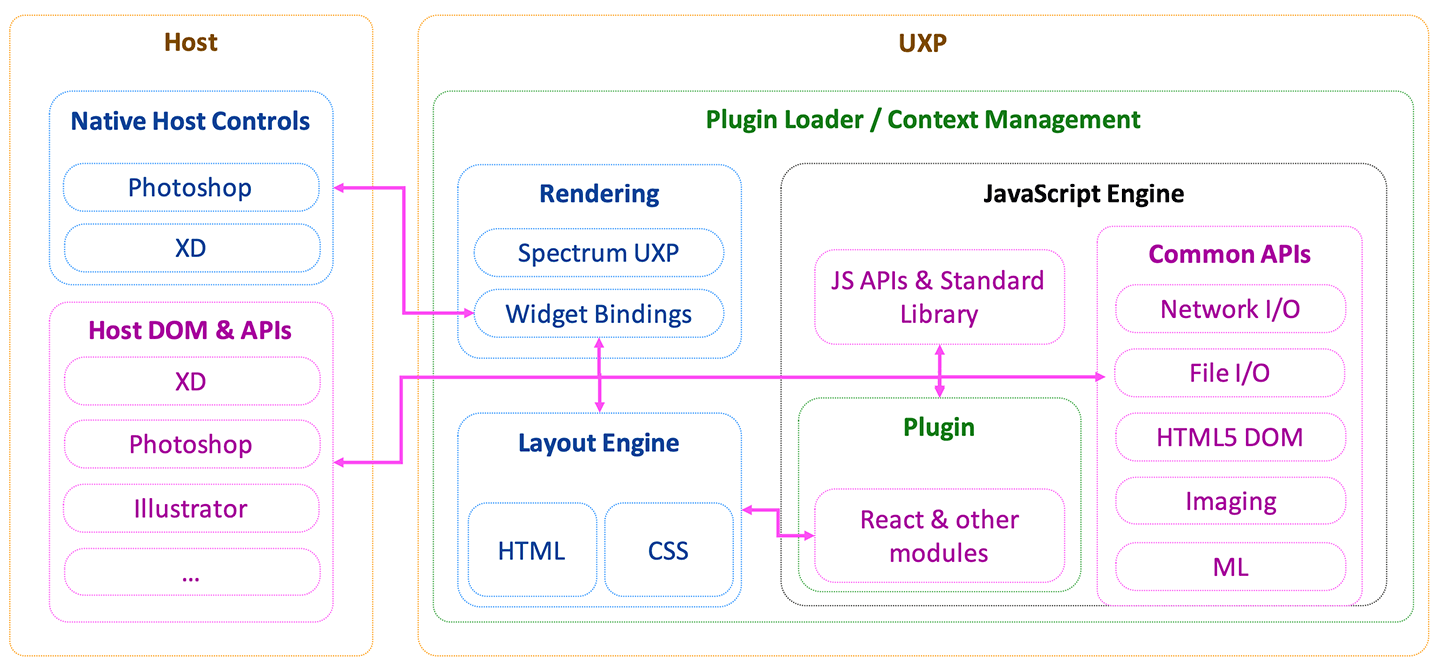 Host
Native Host Controls
Photoshop
XD
Host DOM & APIs
XD
Photoshop
Illustrator
...
UXP
Plugin Loader / Context Management
Rendering
Spectrum UXP
Widget Bindings
Layout Engine
HTML
CSS
JavaScript Engine
JS APIs & Standard
Library
Plugin
React & other
modules
Common APIs
Network I/O
File I/O
HTML5 DOM
Imaging
ML